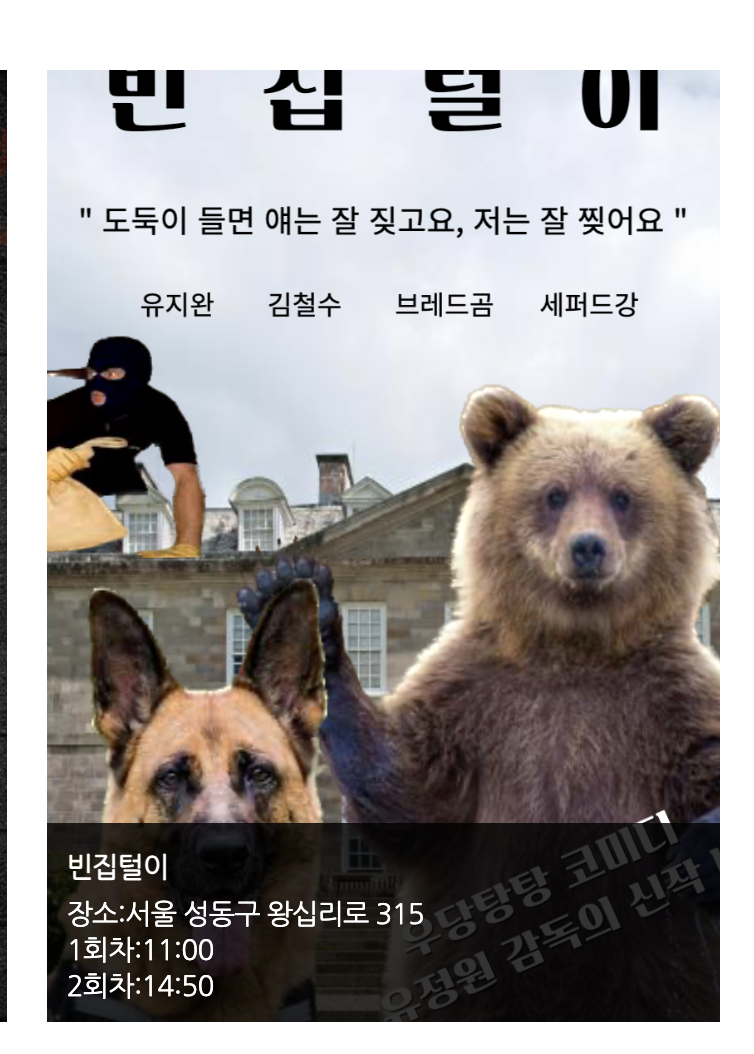 빈 집 털 이
" 도둑이 들면 얘는 잘 짖고요, 저는 잘 찢어요 "
유지완 김철수 브레드곰 세퍼드강
우당탕탕 코미디
유정원 감독의 신작
빈집털이
장소:서울 성동구 왕십리로 315
1회차:11:00
2회차:14:50